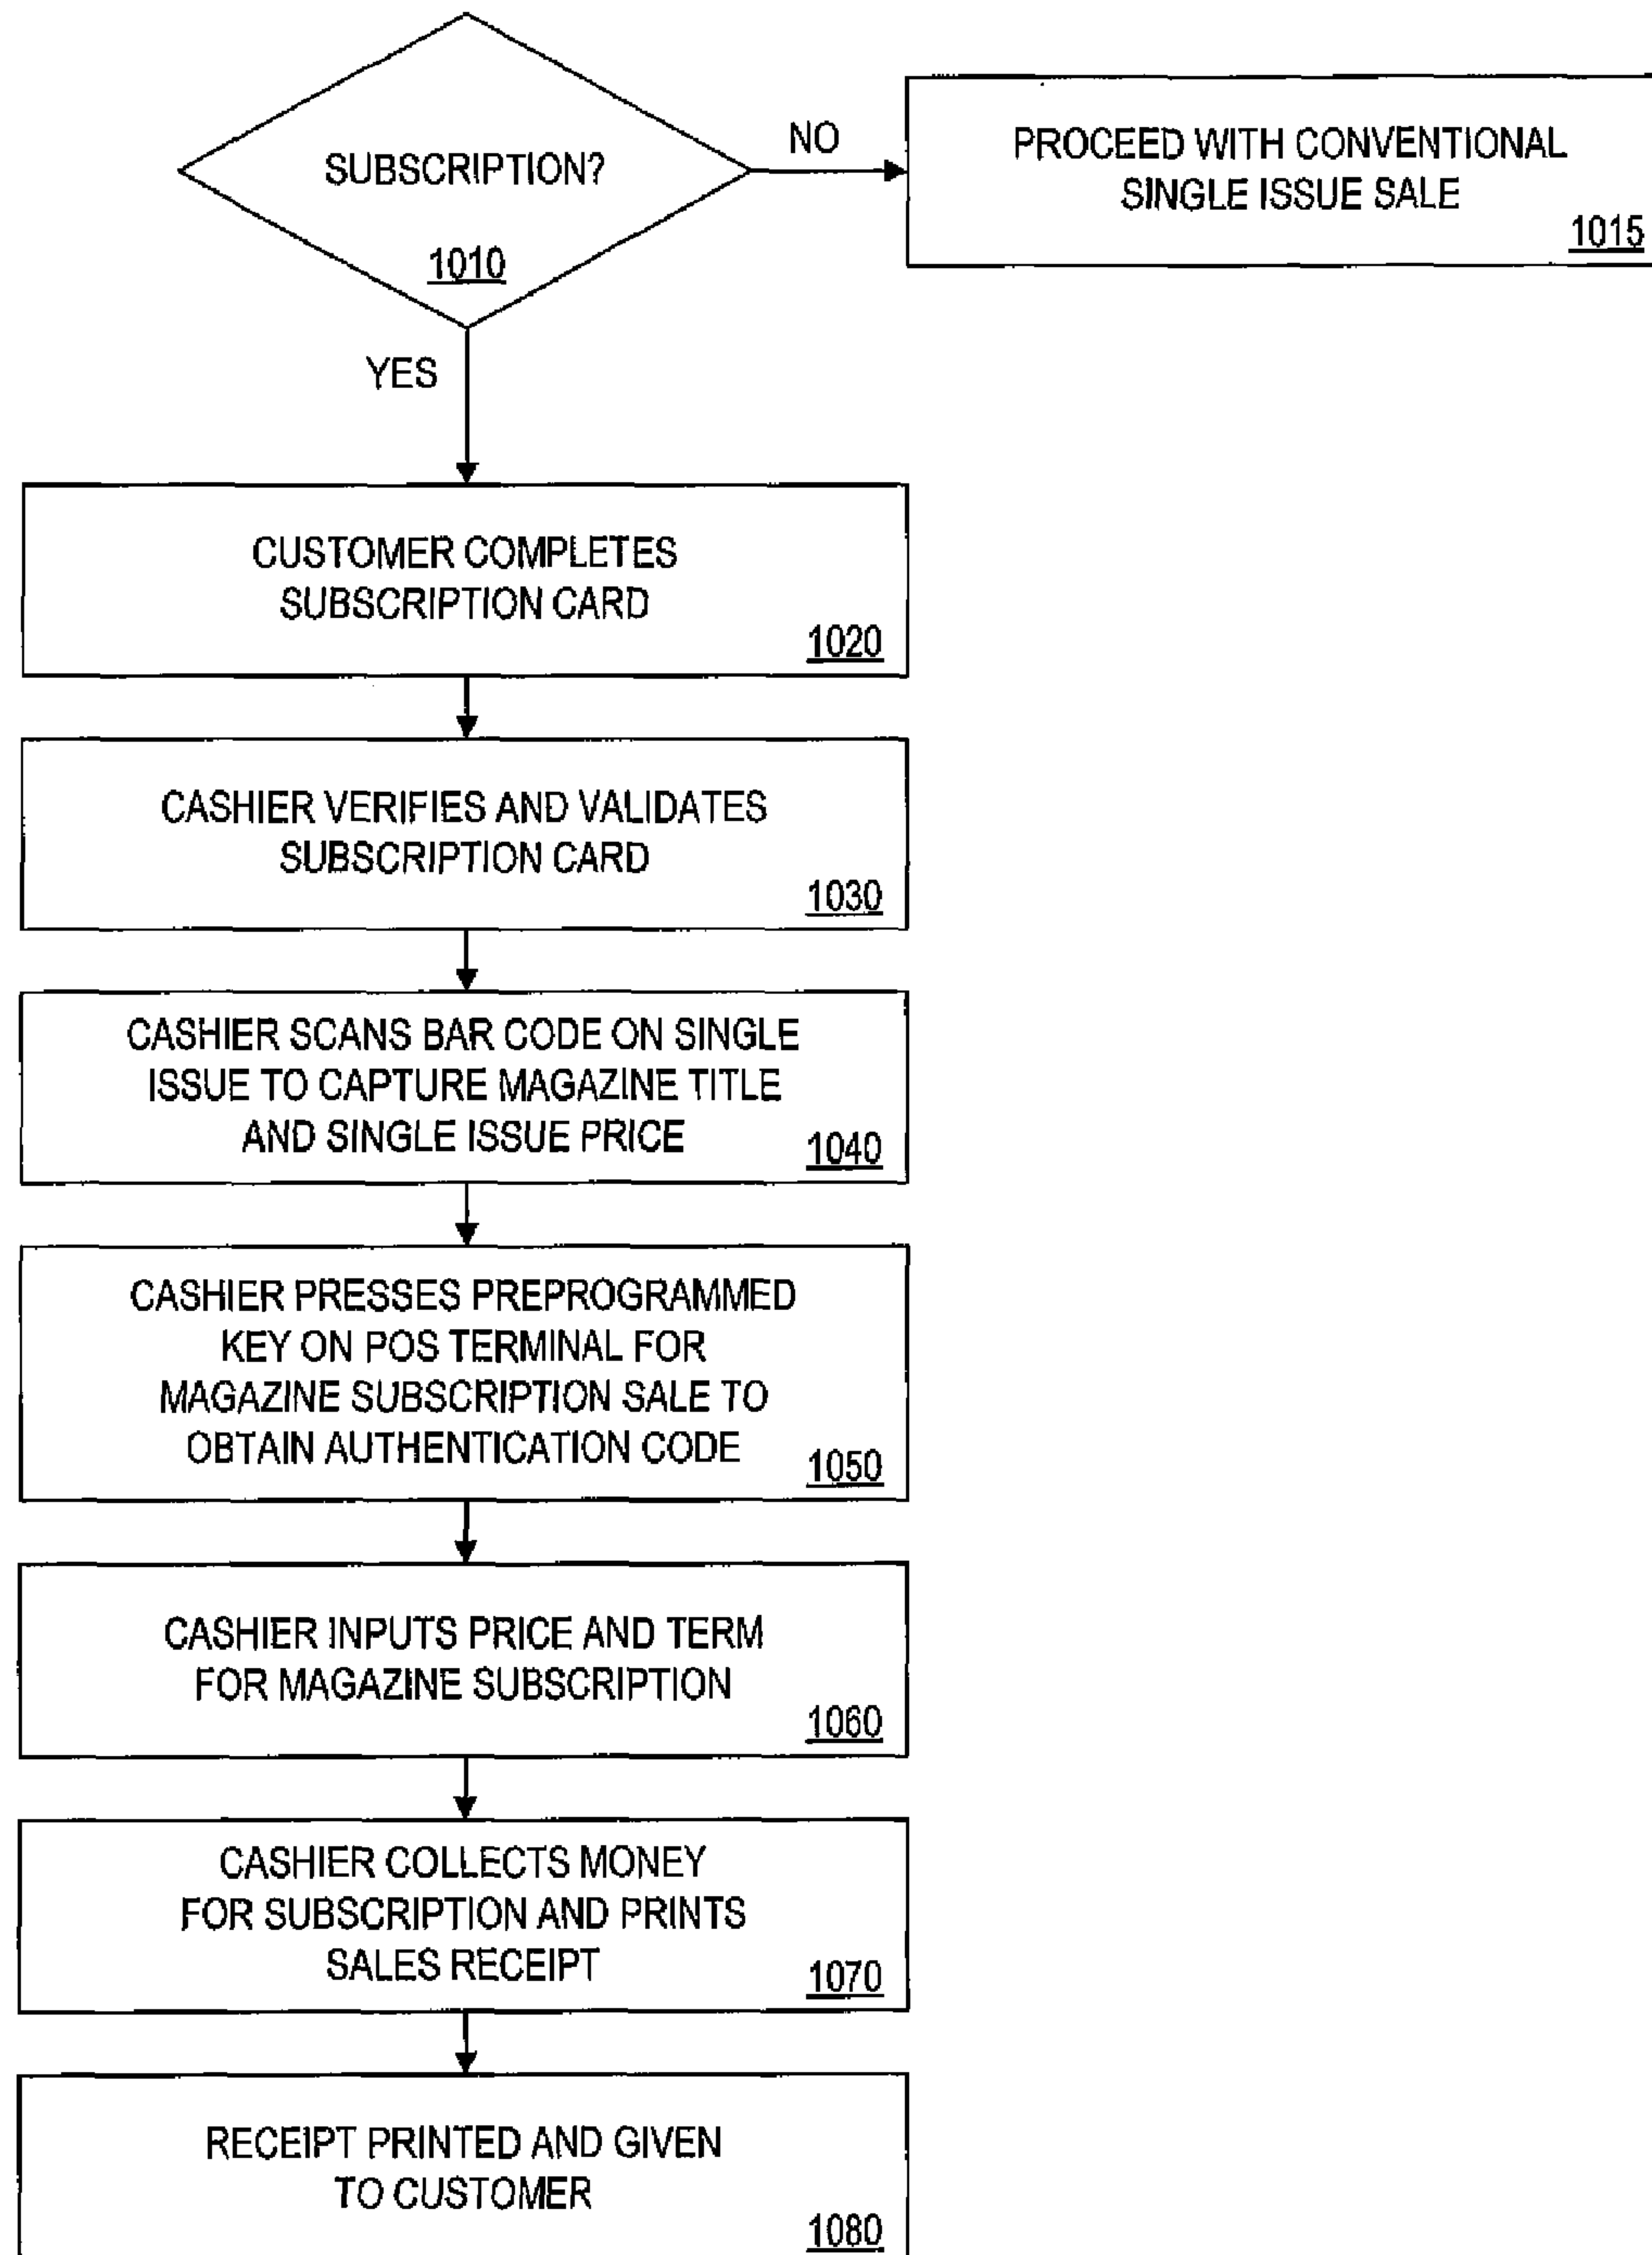 SUBSCRIPTION?
1010
NO
PROCEED WITH CONVENTIONAL
SINGLE ISSUE SALE
1015
YES
CUSTOMER COMPLETES
SUBSCRIPTION CARD
1020
CASHIER VERIFIES AND VALIDATES
SUBSCRIPTION CARD
1030
CASHIER SCANS BAR CODE ON SINGLE
ISSUE TO CAPTURE MAGAZINE TITLE
AND SINGLE ISSUE PRICE
1040
CASHIER PRESSES PREPROGRAMMED
KEY ON POS TERMINAL FOR
MAGAZINE SUBSCRIPTION SALE TO
OBTAIN AUTHENTICATION CODE
1050
CASHIER INPUTS PRICE AND TERM
FOR MAGAZINE SUBSCRIPTION
1060
CASHIER COLLECTS MONEY
FOR SUBSCRIPTION AND PRINTS
SALES RECEIPT
1070
RECEIPT PRINTED AND GIVEN
TO CUSTOMER
1080